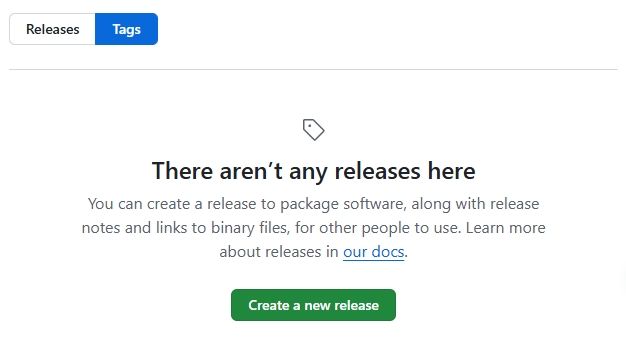 Releases Tags
There aren’t any releases here
You can create a release to package software, along with release
notes and links to binary files, for other people to use. Learn more
about releases in our docs.
Create a new release